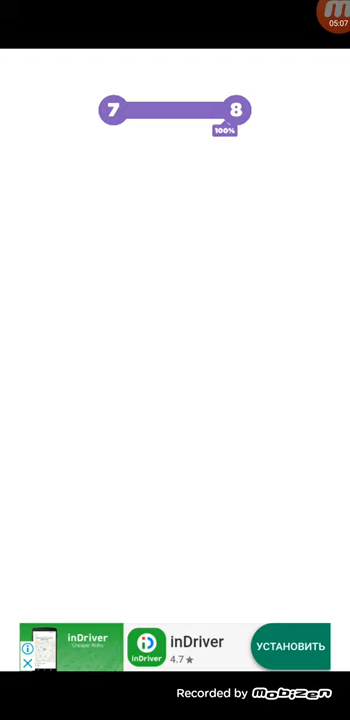 05:07
7 8
100%
inDriver
Cheaper Rides
inDriver
inDriver
4.7★
УСТАНОВИТЬ
Recorded by mobizen